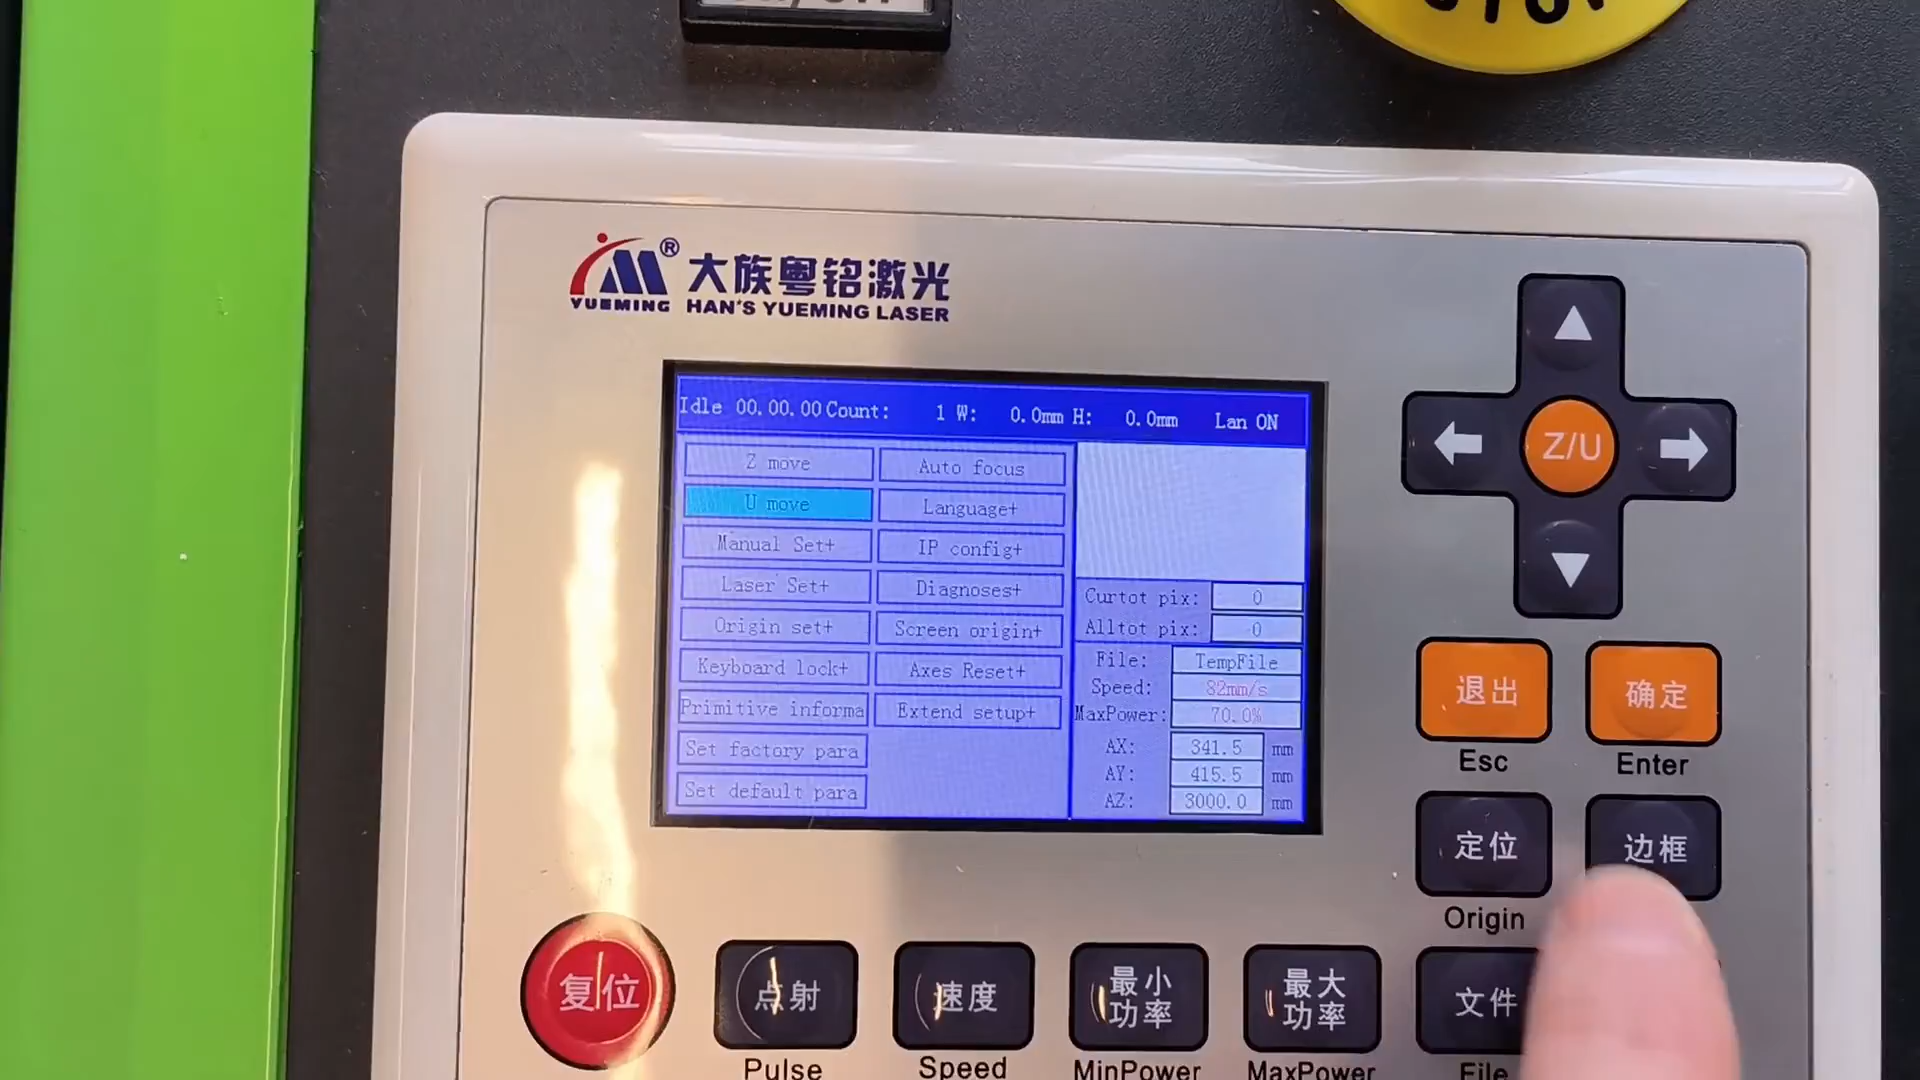 YUEMING ® 大族粤铭激光
HAN'S YUEMING LASER
Idle 00.00.00 Count: 1 W: 0.0mm H: 0.0mm Lan ON
Z move Auto focus
U move Language+
Manual Set+ IP config+
Laser Set+ Diagnoses+
Origin set+ Screen origin+
Keyboard lock+ Axes Reset+
Primitive informa Extend setup+
Set factory para
Set default para
Curtot pix: 0
Alltot pix: 0
File: TempFile
Speed: 82mm/s
MaxPower: 70.0%
AX: 341.5 mm
AY: 415.5 mm
AZ: 3000.0 mm
Z/U
退出 确定
Esc Enter
定位 边框
Origin
复位 点射 速度 最小功率 最大功率 文件
Pulse Speed MinPower MaxPower File